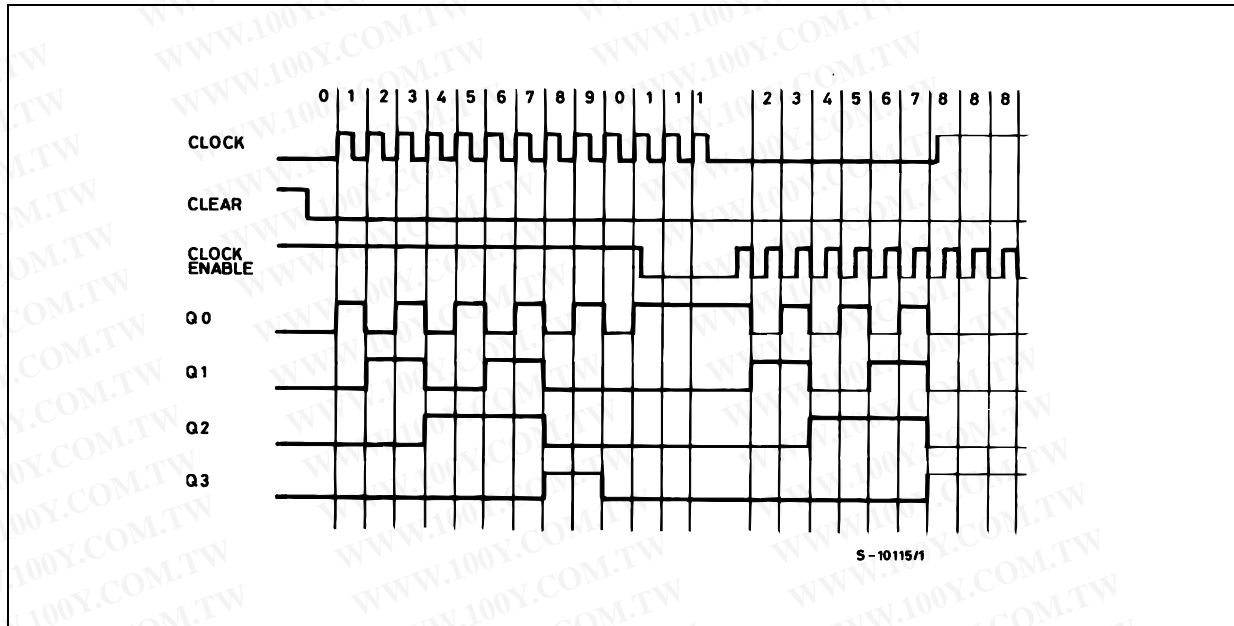 0 1 2 3 4 5 6 7 8 9 0 1 1 1 2 3 4 5 6 7 8 8 8
CLOCK
CLEAR
CLOCK
ENABLE
Q0
Q1
Q2
Q3
S-10115/1
WWW.100Y.COM.TW